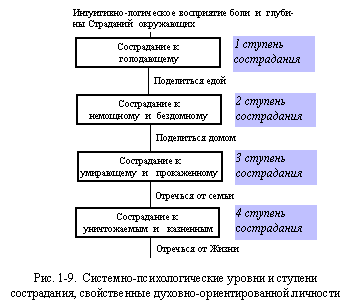 Интуитивно-логическое восприятие боли и глуби-
ны Страданий окружающих
Сострадание к
голодающему
1 ступень
сострадания
Поделиться едой
Сострадание к
немощному и бездомному
2 ступень
сострадания
Поделиться домом
Сострадание к
умирающему и прокаженному
3 ступень
сострадания
Отречься от семьи
Сострадание к
уничтожаемым и казненным
4 ступень
сострадания
Отречься от Жизни
Рис. 1-9. Системно-психологические уровни и ступени
сострадания, свойственные духовно-ориентированной личности